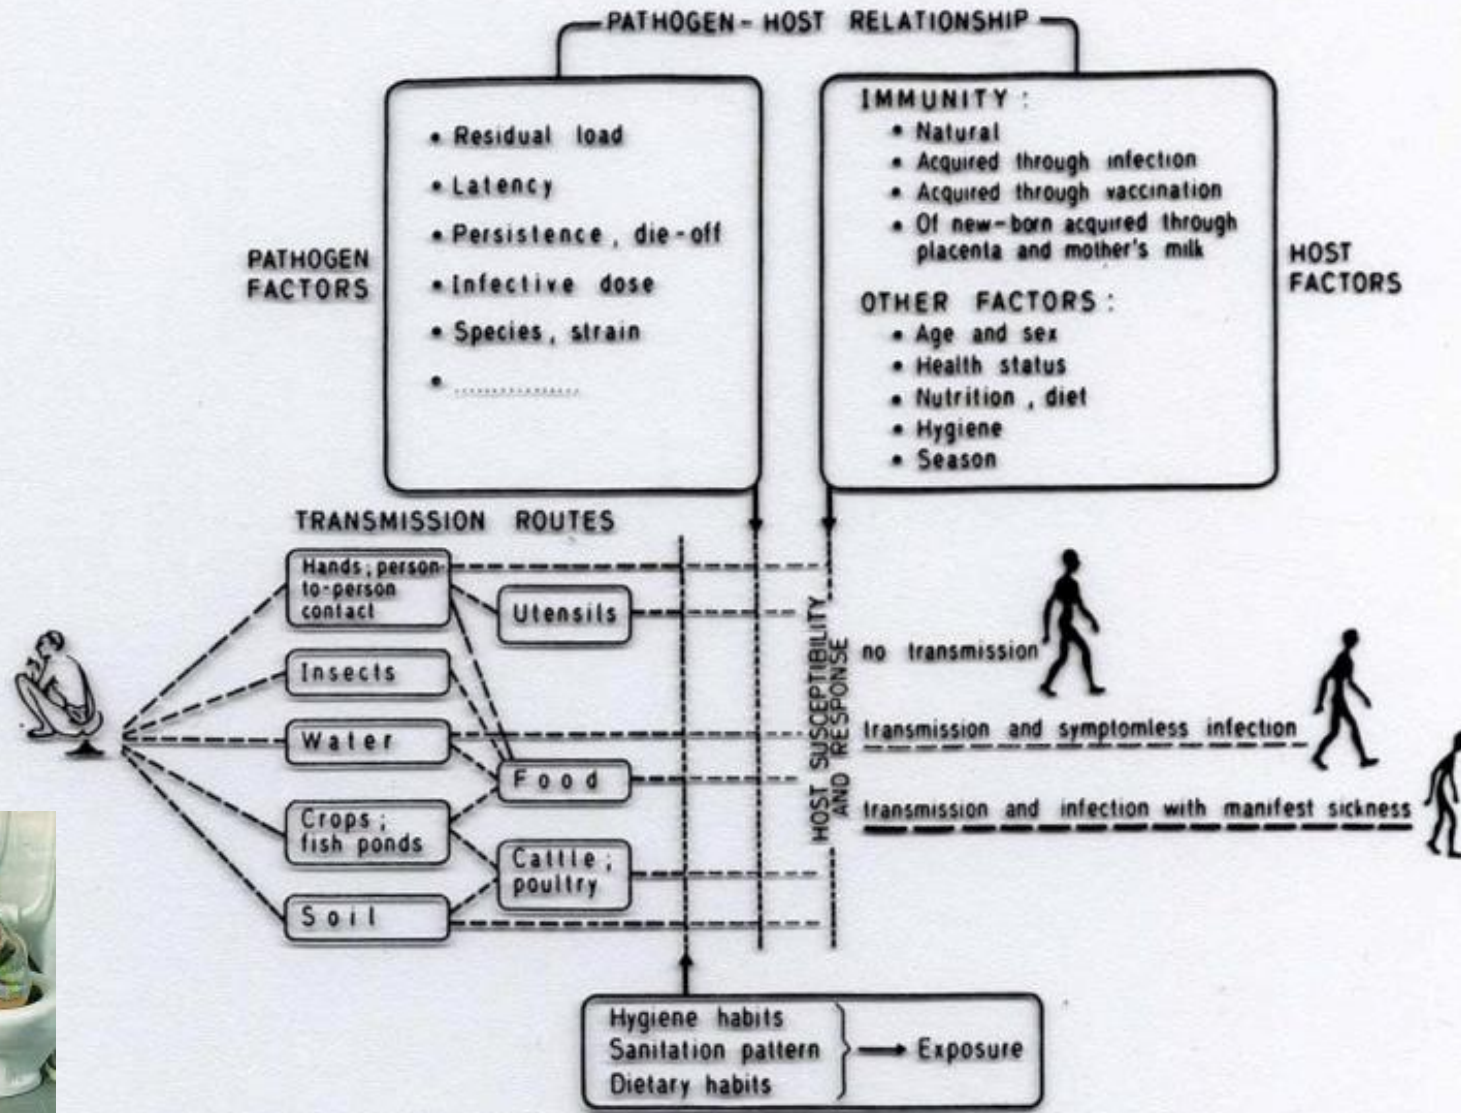 PATHOGEN-HOST RELATIONSHIP
PATHOGEN
FACTORS
• Residual load
• Latency
• Persistence, die-off
• Infective dose
• Species, strain
• ...............
IMMUNITY :
• Natural
• Acquired through infection
• Acquired through vaccination
• Of new-born acquired through
placenta and mother's milk
OTHER FACTORS :
• Age and sex
• Health status
• Nutrition , diet
• Hygiene
• Season
HOST
FACTORS
TRANSMISSION ROUTES
Hands ; person-
to-person
contact
Utensils
Insects
Water
Food
Crops ;
fish ponds
Cattle ;
poultry
Soil
HOST SUSCEPTIBILITY
AND RESPONSE
no transmission
transmission and symptomless infection
transmission and infection with manifest sickness
Hygiene habits
Sanitation pattern
Dietary habits
Exposure